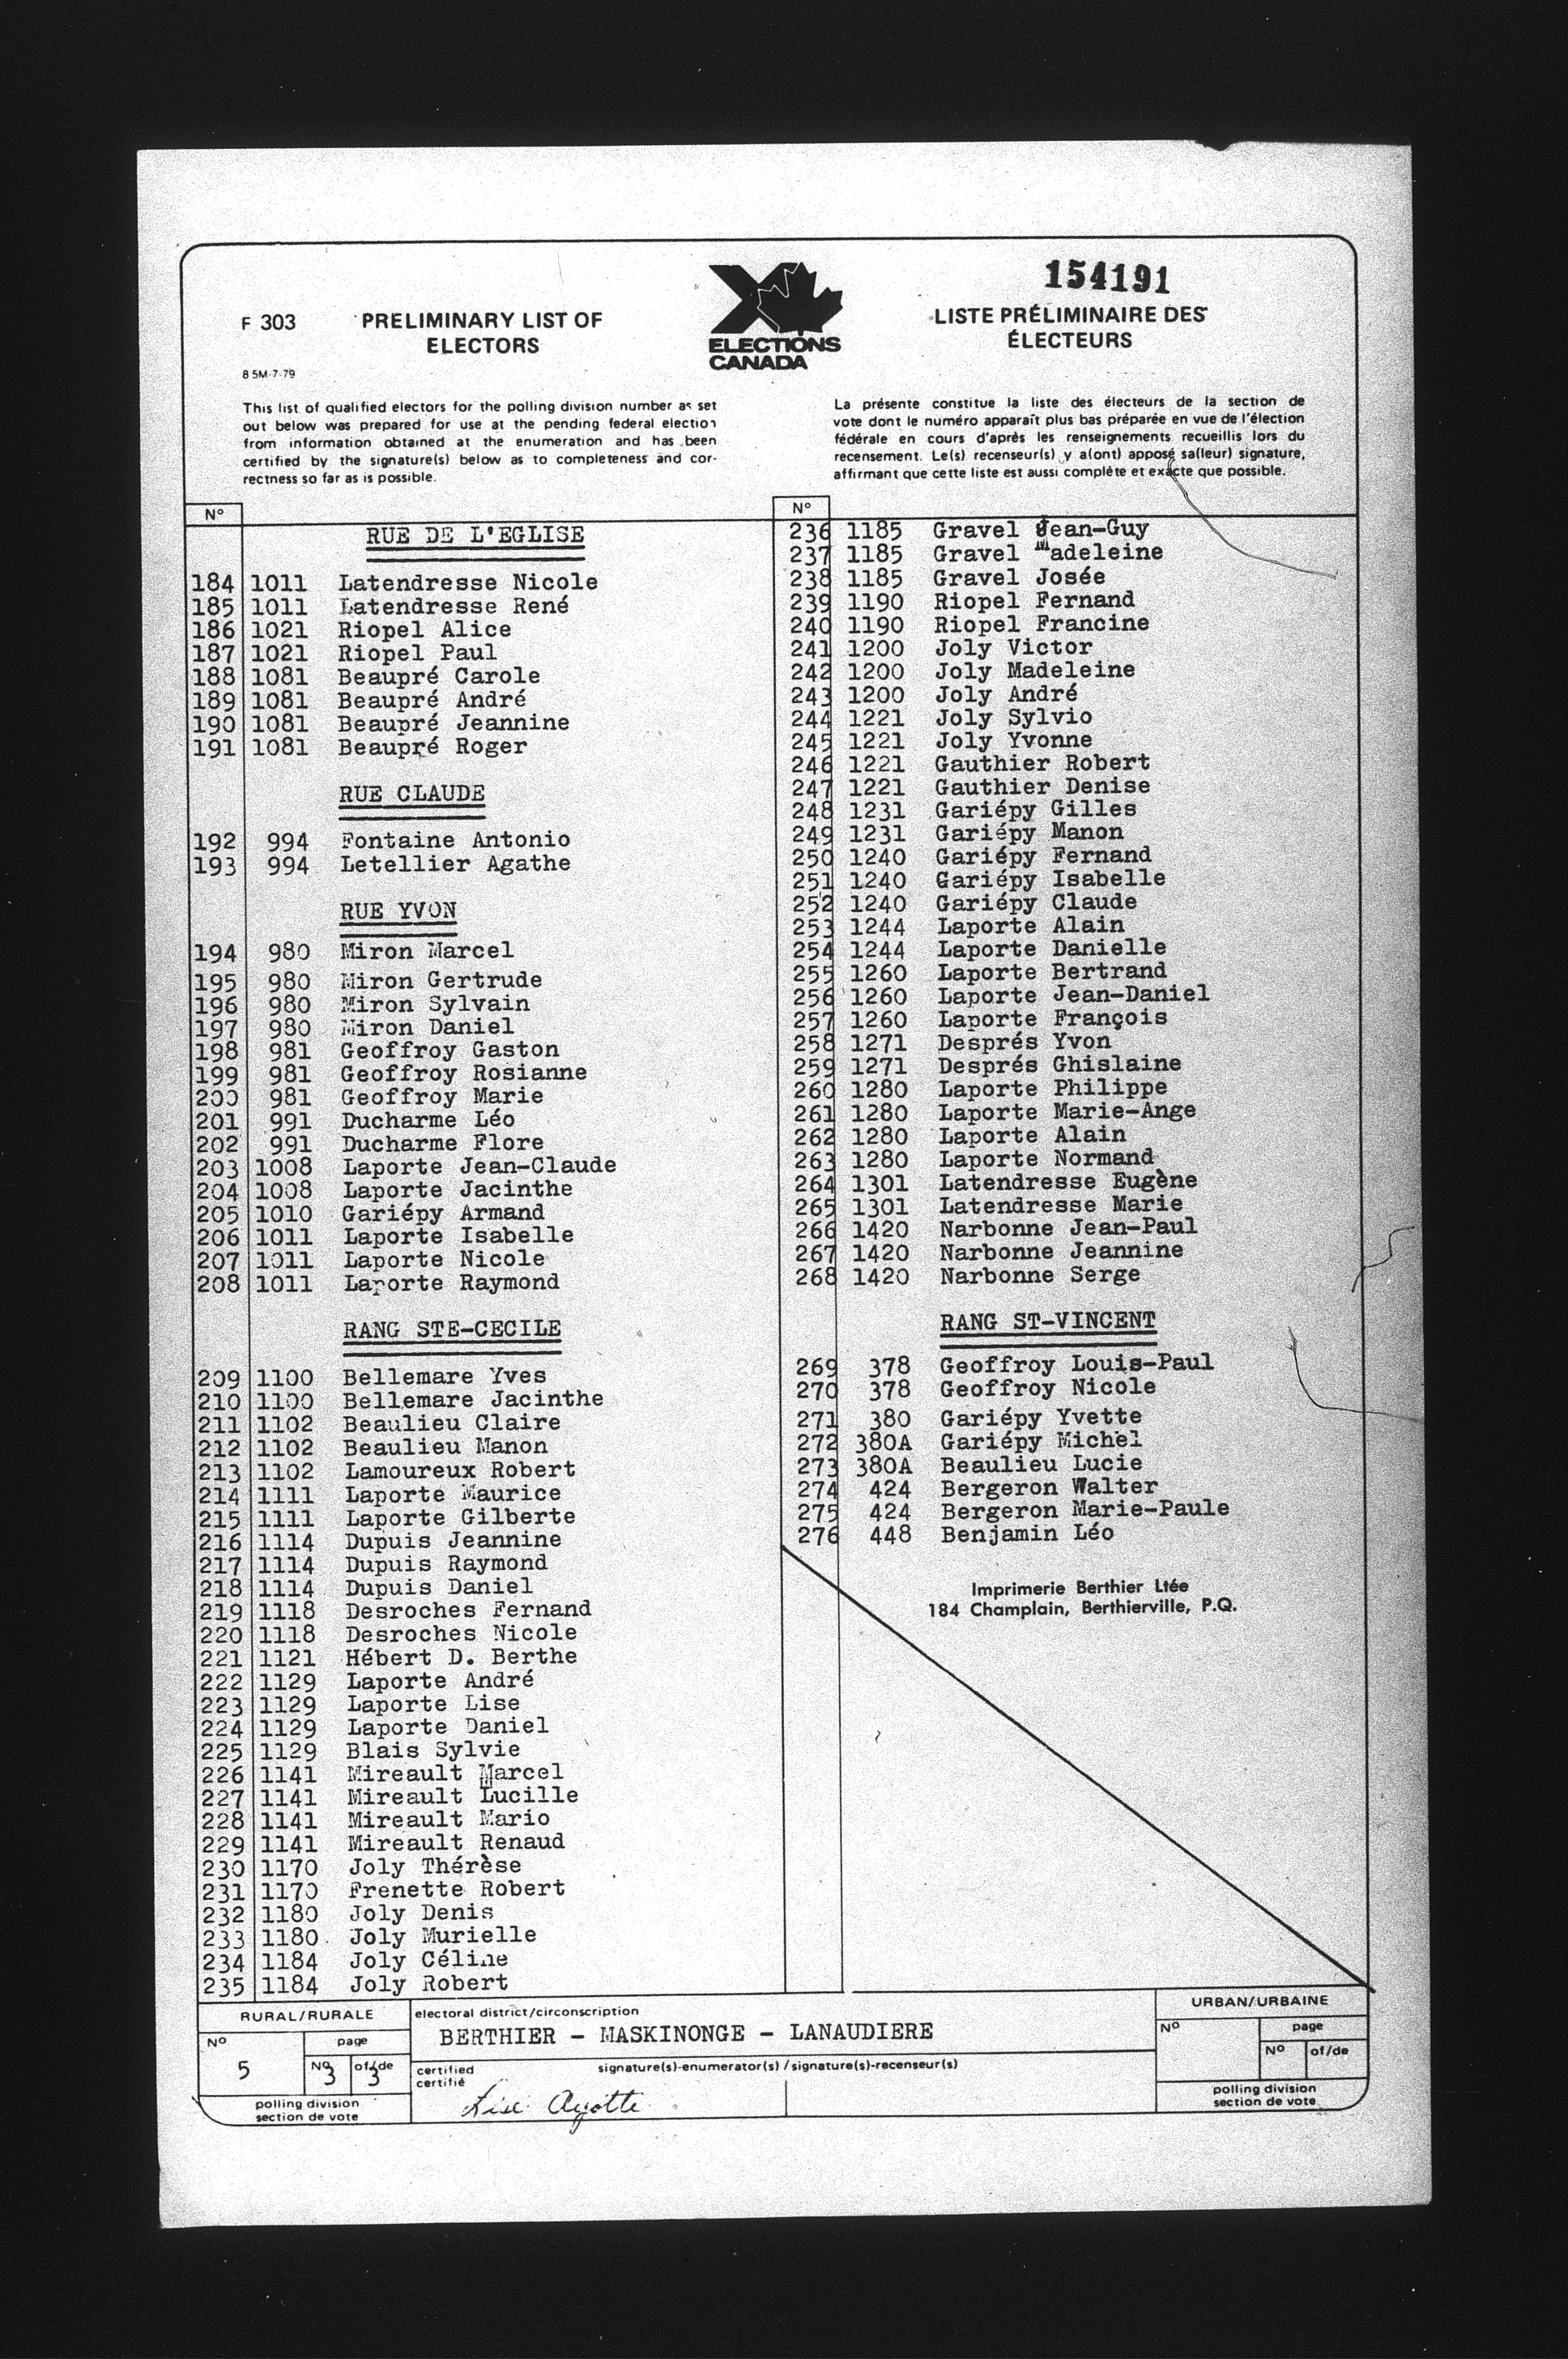 154191
F 303
PRELIMINARY LIST OF
ELECTORS
8 5M-7-79
ELECTIONS
CANADA
LISTE PRÉLIMINAIRE DES
ÉLECTEURS
This list of qualified electors for the polling division number as set
out below was prepared for use at the pending federal election
from information obtained at the enumeration and has been
certified by the signature(s) below as to completeness and cor-
rectness so far as is possible.
La présente constitue la liste des électeurs de la section de
vote dont le numéro apparaît plus bas préparée en vue de l'élection
fédérale en cours d'après les renseignements recueillis lors du
recensement. Le(s) recenseur(s) y a(ont) apposé sa(leur) signature,
affirmant que cette liste est aussi complète et exacte que possible.
Nº
RUE DE L'EGLISE
184 1011 Latendresse Nicole
185 1011 Latendresse René
186 1021 Riopel Alice
187 1021 Riopel Paul
188 1081 Beaupré Carole
189 1081 Beaupré André
190 1081 Beaupré Jeannine
191 1081 Beaupré Roger
RUE CLAUDE
192 994 Fontaine Antonio
193 994 Letellier Agathe
RUE YVON
194 980 Miron Marcel
195 980 Miron Gertrude
196 980 Miron Sylvain
197 980 Miron Daniel
198 981 Geoffroy Gaston
199 981 Geoffroy Rosianne
200 981 Geoffroy Marie
201 991 Ducharme Léo
202 991 Ducharme Flore
203 1008 Laporte Jean-Claude
204 1008 Laporte Jacinthe
205 1010 Gariépy Armand
206 1011 Laporte Isabelle
207 1011 Laporte Nicole
208 1011 Laporte Raymond
RANG STE-CECILE
209 1100 Bellemare Yves
210 1100 Bellemare Jacinthe
211 1102 Beaulieu Claire
212 1102 Beaulieu Manon
213 1102 Lamoureux Robert
214 1111 Laporte Maurice
215 1111 Laporte Gilberte
216 1114 Dupuis Jeannine
217 1114 Dupuis Raymond
218 1114 Dupuis Daniel
219 1118 Desroches Fernand
220 1118 Desroches Nicole
221 1121 Hébert D. Berthe
222 1129 Laporte André
223 1129 Laporte Lise
224 1129 Laporte Daniel
225 1129 Blais Sylvie
226 1141 Mireault Marcel
227 1141 Mireault Lucille
228 1141 Mireault Mario
229 1141 Mireault Renaud
230 1170 Joly Thérèse
231 1170 Frenette Robert
232 1180 Joly Denis
233 1180 Joly Murielle
234 1184 Joly Céline
235 1184 Joly Robert
Nº
236 1185 Gravel Jean-Guy
237 1185 Gravel Madeleine
238 1185 Gravel Josée
239 1190 Riopel Fernand
240 1190 Riopel Francine
241 1200 Joly Victor
242 1200 Joly Madeleine
243 1200 Joly André
244 1221 Joly Sylvio
245 1221 Joly Yvonne
246 1221 Gauthier Robert
247 1221 Gauthier Denise
248 1231 Gariépy Gilles
249 1231 Gariépy Manon
250 1240 Gariépy Fernand
251 1240 Gariépy Isabelle
252 1240 Gariépy Claude
253 1244 Laporte Alain
254 1244 Laporte Danielle
255 1260 Laporte Bertrand
256 1260 Laporte Jean-Daniel
257 1260 Laporte François
258 1271 Després Yvon
259 1271 Després Ghislaine
260 1280 Laporte Philippe
261 1280 Laporte Marie-Ange
262 1280 Laporte Alain
263 1280 Laporte Normand
264 1301 Latendresse Eugène
265 1301 Latendresse Marie
266 1420 Narbonne Jean-Paul
267 1420 Narbonne Jeannine
268 1420 Narbonne Serge
RANG ST-VINCENT
269 378 Geoffroy Louis-Paul
270 378 Geoffroy Nicole
271 380 Gariépy Yvette
272 380A Gariépy Michel
273 380A Beaulieu Lucie
274 424 Bergeron Walter
275 424 Bergeron Marie-Paule
276 448 Benjamin Léo
Imprimerie Berthier Ltée
184 Champlain, Berthierville, P.Q.
RURAL/RURALE
Nº
5
page
Nº 3 of/de 3
polling division
section de vote
electoral district/circonscription
BERTHIER - MASKINONGE - LANAUDIERE
certified
certifié
signature(s)-enumerator(s) / signature(s)-recenseur(s)
Lise Ayotte
URBAN/URBAINE
Nº
page
Nº of/de
polling division
section de vote